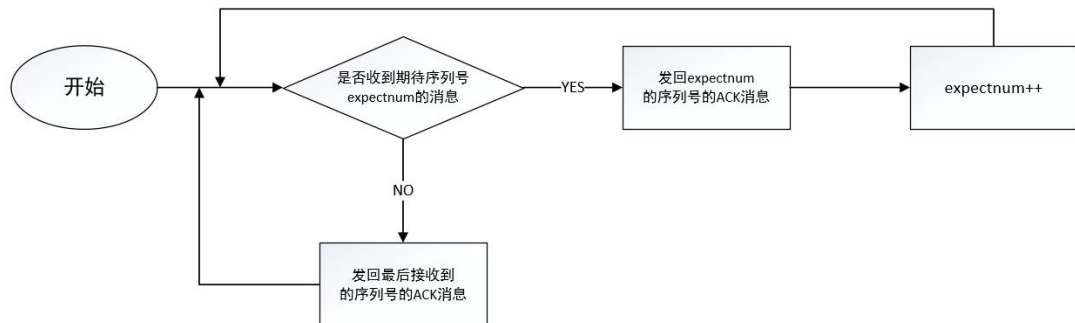 开始
是否收到期待序列号
expectnum的消息
YES
发回expectnum
的序列号的ACK消息
expectnum++
NO
发回最后接收到
的序列号的ACK消息